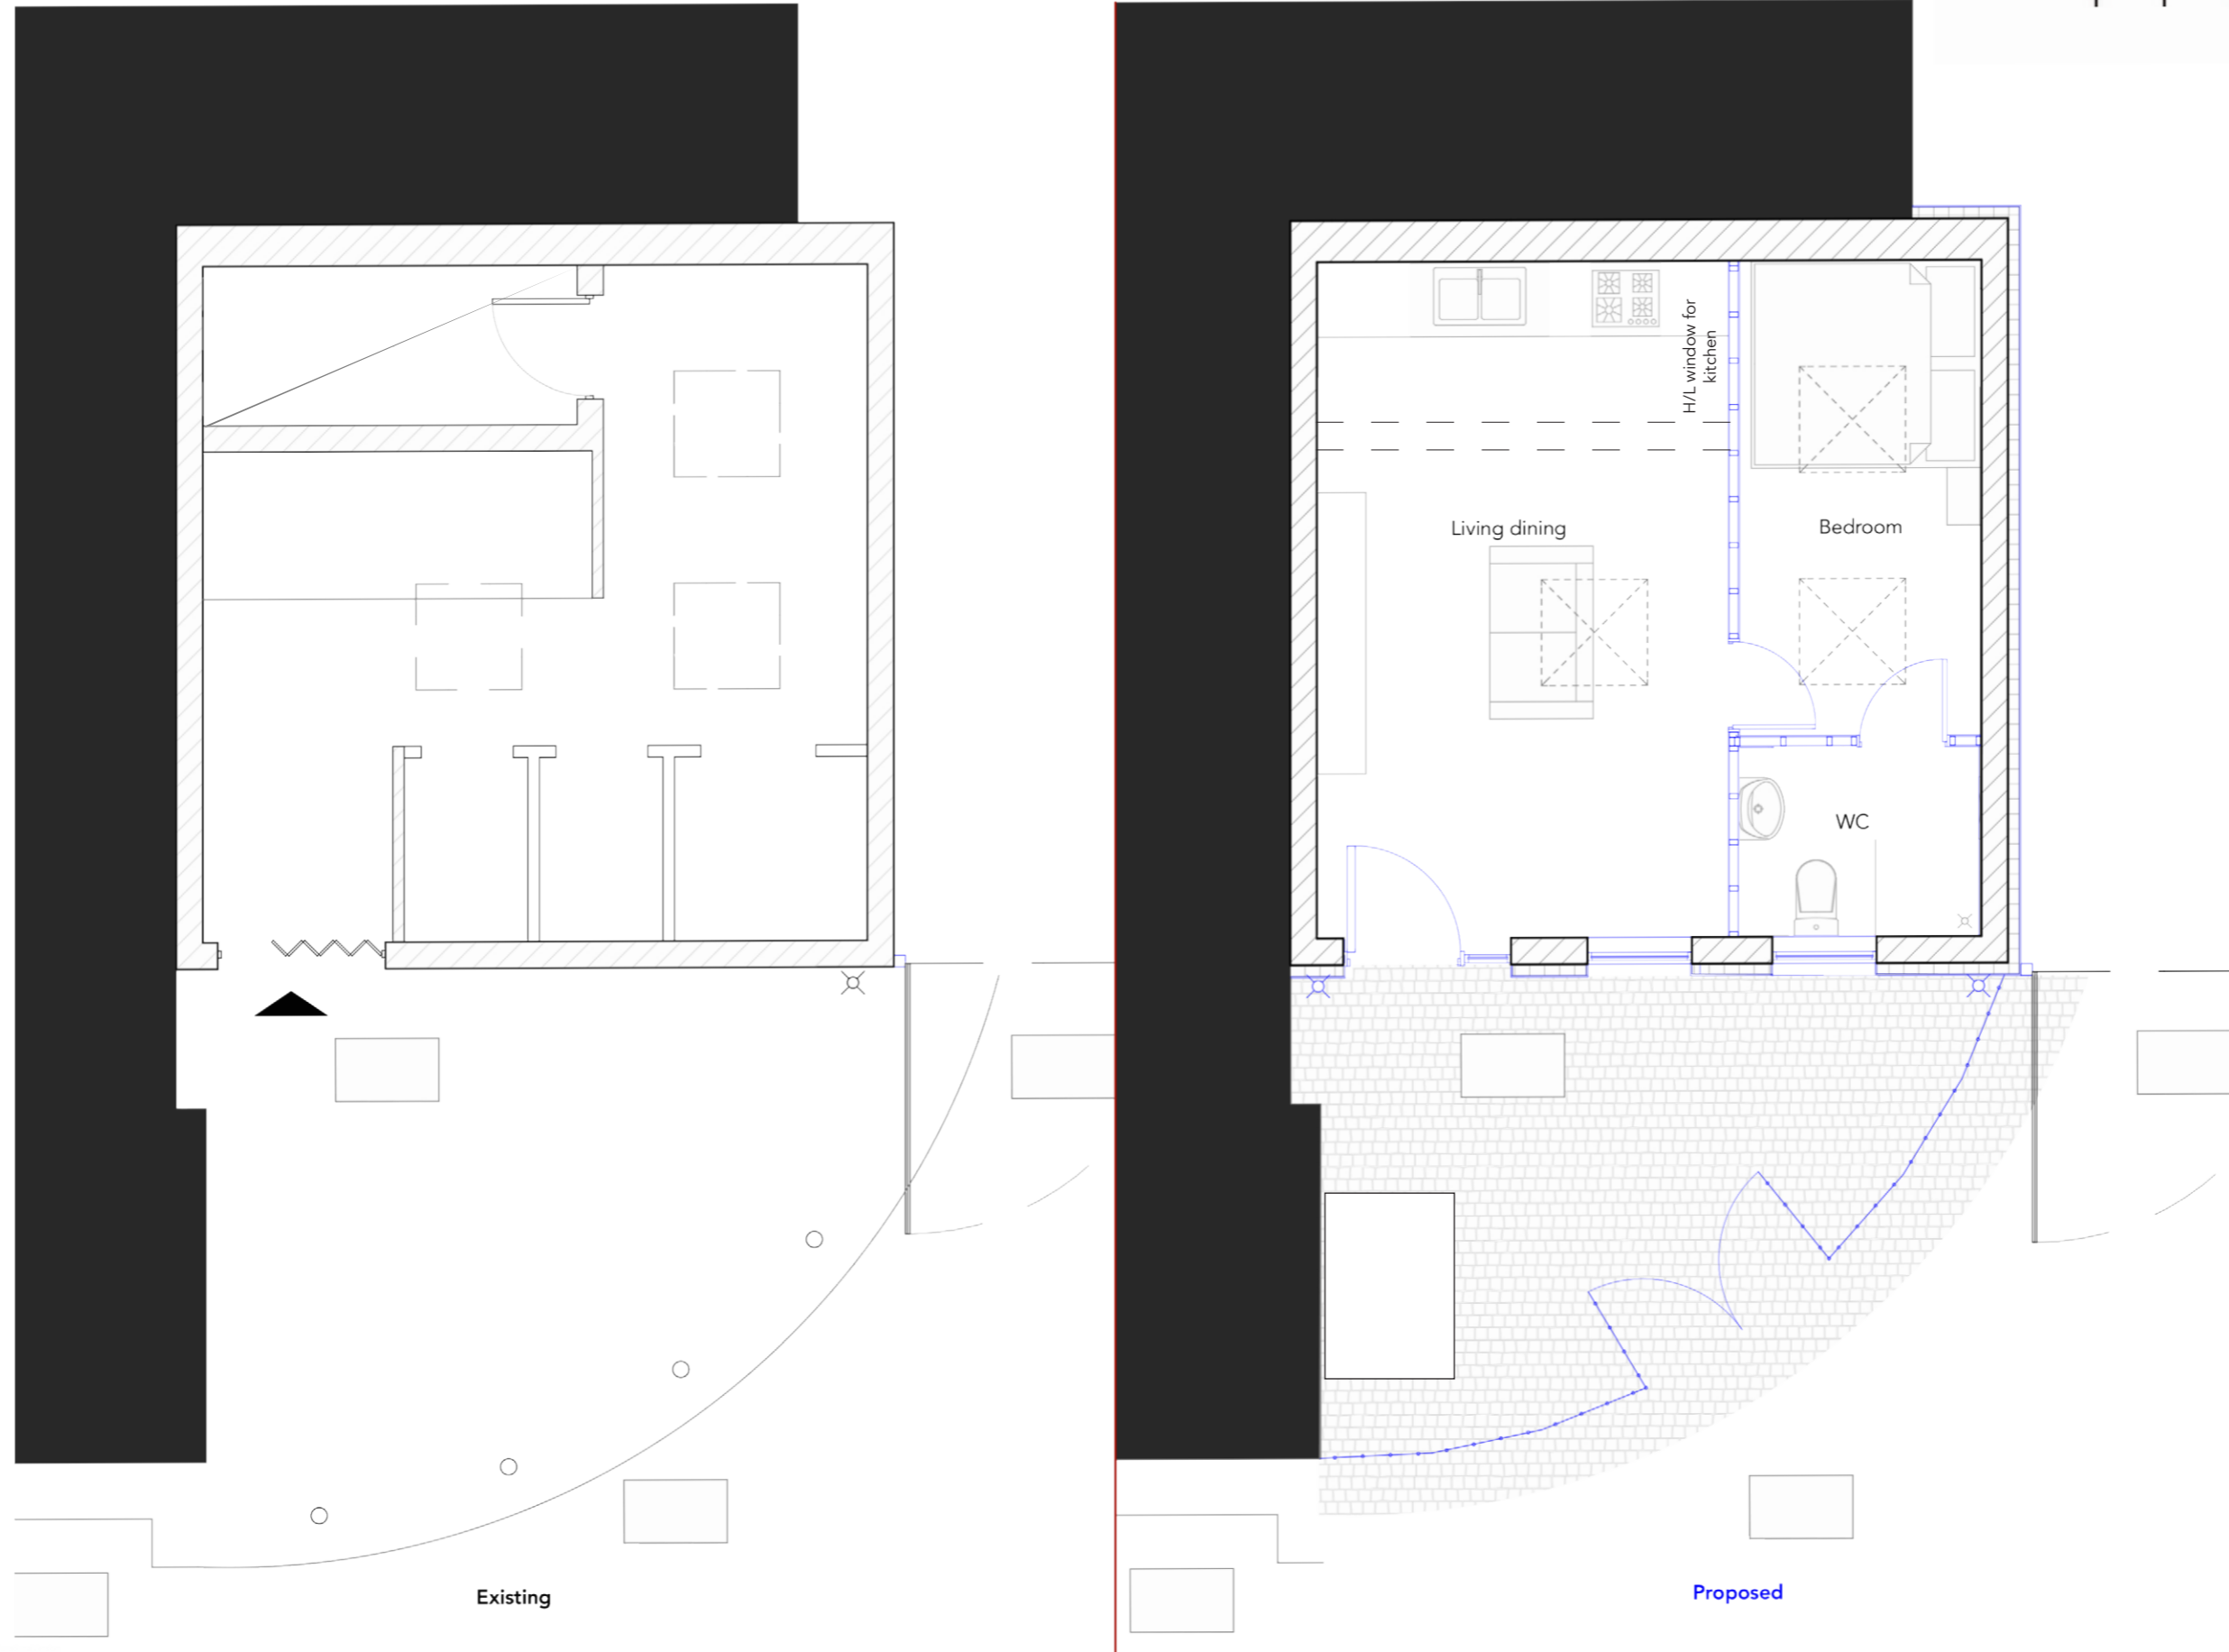 H/L window for
kitchen
Living dining
Bedroom
WC
Existing
Proposed